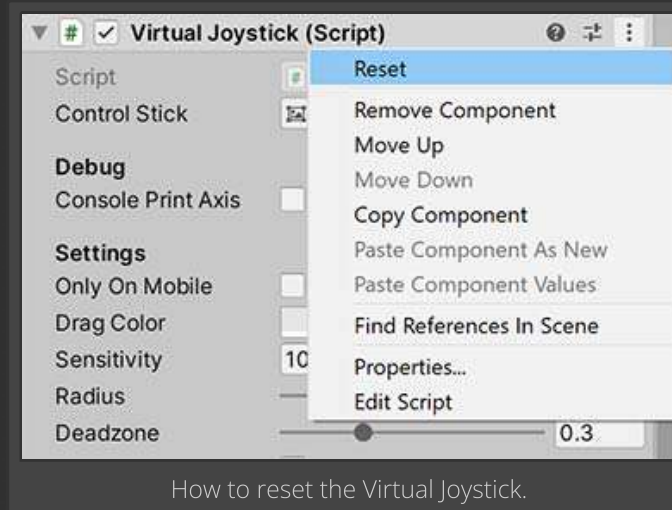 Virtual Joystick (Script)
Script
Reset
Control Stick
Remove Component
Move Up
Debug
Move Down
Console Print Axis
Copy Component
Settings
Paste Component As New
Only On Mobile
Paste Component Values
Drag Color
Find References In Scene
Sensitivity 10
Properties...
Radius
Edit Script
Deadzone 0.3
How to reset the Virtual Joystick.